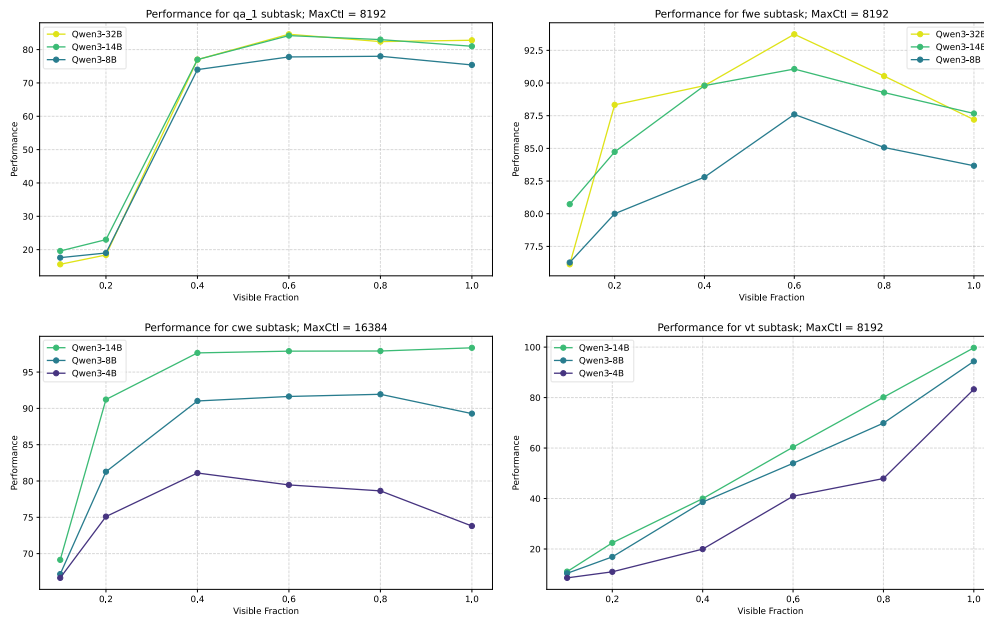 Performance for qa_1 subtask; MaxCtl = 8192
Qwen3-32B
Qwen3-14B
Qwen3-8B
Performance
80
70
60
50
40
30
20
0.2
0.4
0.6
0.8
1.0
Visible Fraction
Performance for fwe subtask; MaxCtl = 8192
Qwen3-32B
Qwen3-14B
Qwen3-8B
Performance
92.5
90.0
87.5
85.0
82.5
80.0
77.5
0.2
0.4
0.6
0.8
1.0
Visible Fraction
Performance for cwe subtask; MaxCtl = 16384
Qwen3-14B
Qwen3-8B
Qwen3-4B
Performance
95
90
85
80
75
70
0.2
0.4
0.6
0.8
1.0
Visible Fraction
Performance for vt subtask; MaxCtl = 8192
Qwen3-14B
Qwen3-8B
Qwen3-4B
Performance
100
80
60
40
20
0.2
0.4
0.6
0.8
1.0
Visible Fraction